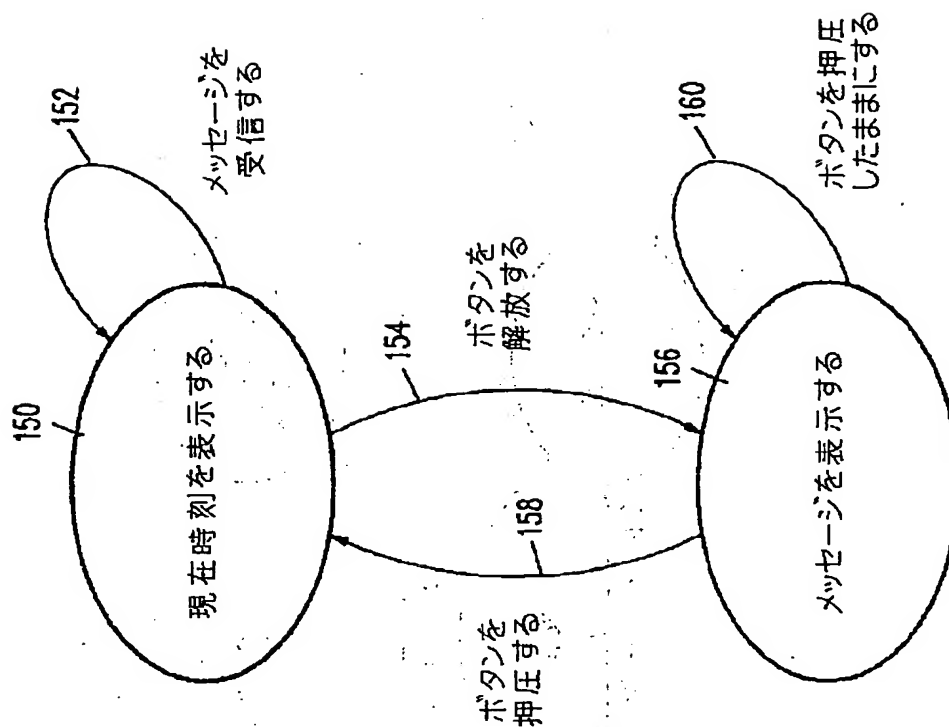 150
現在時刻を表示する
152
メッセージを
受信する
154
ボタンを
解放する
158
ボタンを
押圧する
156
メッセージを表示する
160
ボタンを押圧
したままにする